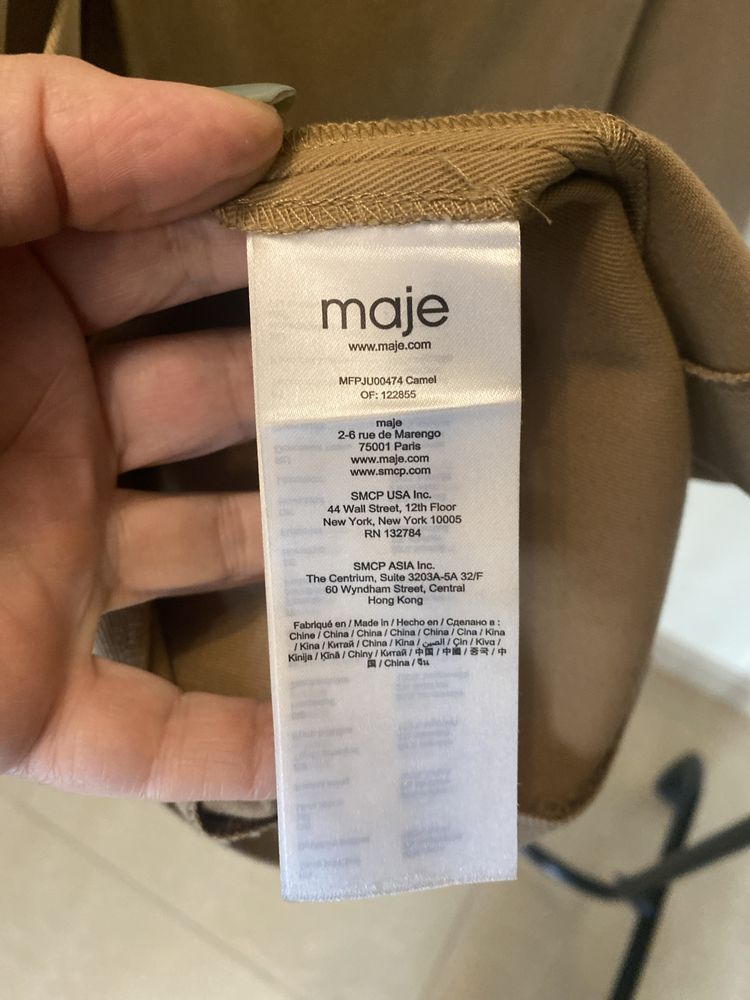 maje
www.maje.com
MFPJU00474 Camel
OF: 122855
maje
2-6 rue de Marengo
75001 Paris
www.maje.com
www.smcp.com
SMCP USA Inc.
44 Wall Street, 12th Floor
New York, New York 10005
RN 132784
SMCP ASIA Inc.
The Centrium, Suite 3203A-5A 32/F
60 Wyndham Street, Central
Hong Kong
Fabriqué en / Made in / Hecho en / Сделано в :
Chine / China / China / China / China / Cina / Kina
/ Kina / Китай / China / Kina / الصين / Çin / Kίνα /
Kinija / Ķīnā / Chiny / Китай / 中国 / 中國 / 중국 / 中
国 / China / จีน